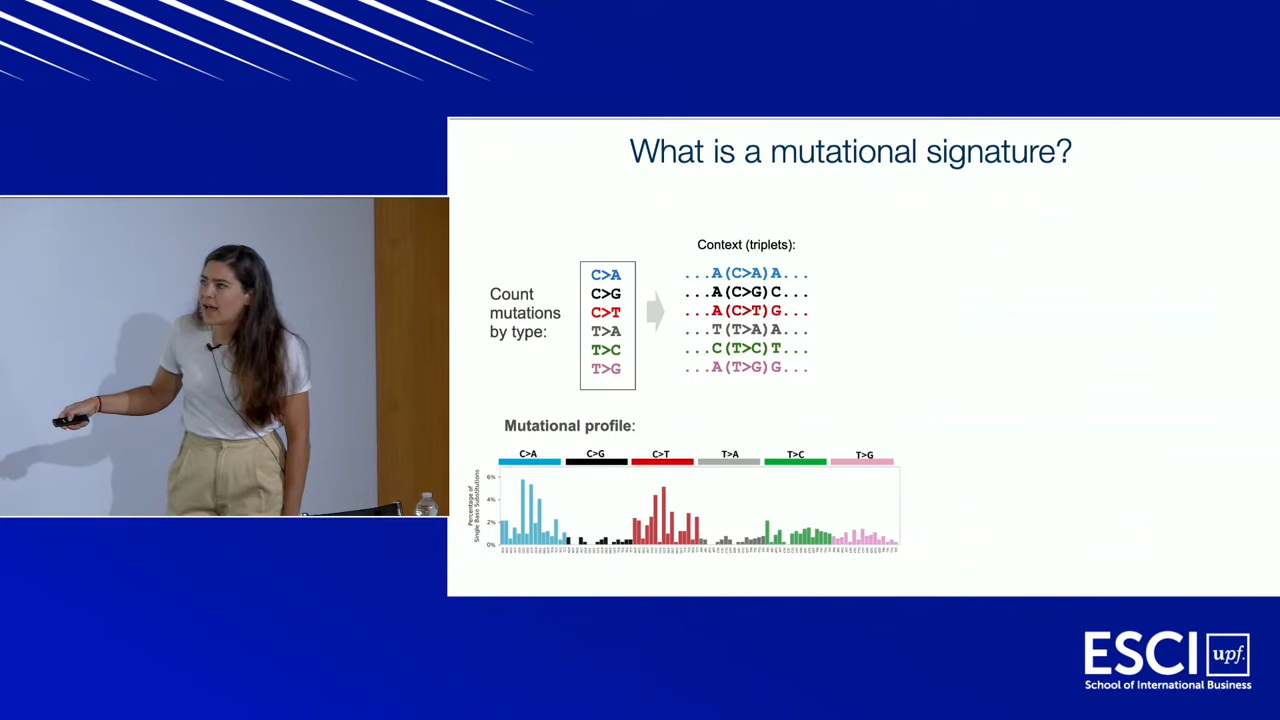 What is a mutational signature?
Context (triplets):
Count
mutations
by type:
C>A
C>G
C>T
T>A
T>C
T>G
...A(C>A)A...
...A(C>G)C...
...A(C>T)G...
...T(T>A)A...
...C(T>C)T...
...A(T>G)G...
Mutational profile:
C>A
C>G
C>T
T>A
T>C
T>G
Percentage of
Single Base Substitutions
6%
4%
2%
0%
ESCI
upf.
School of International Business